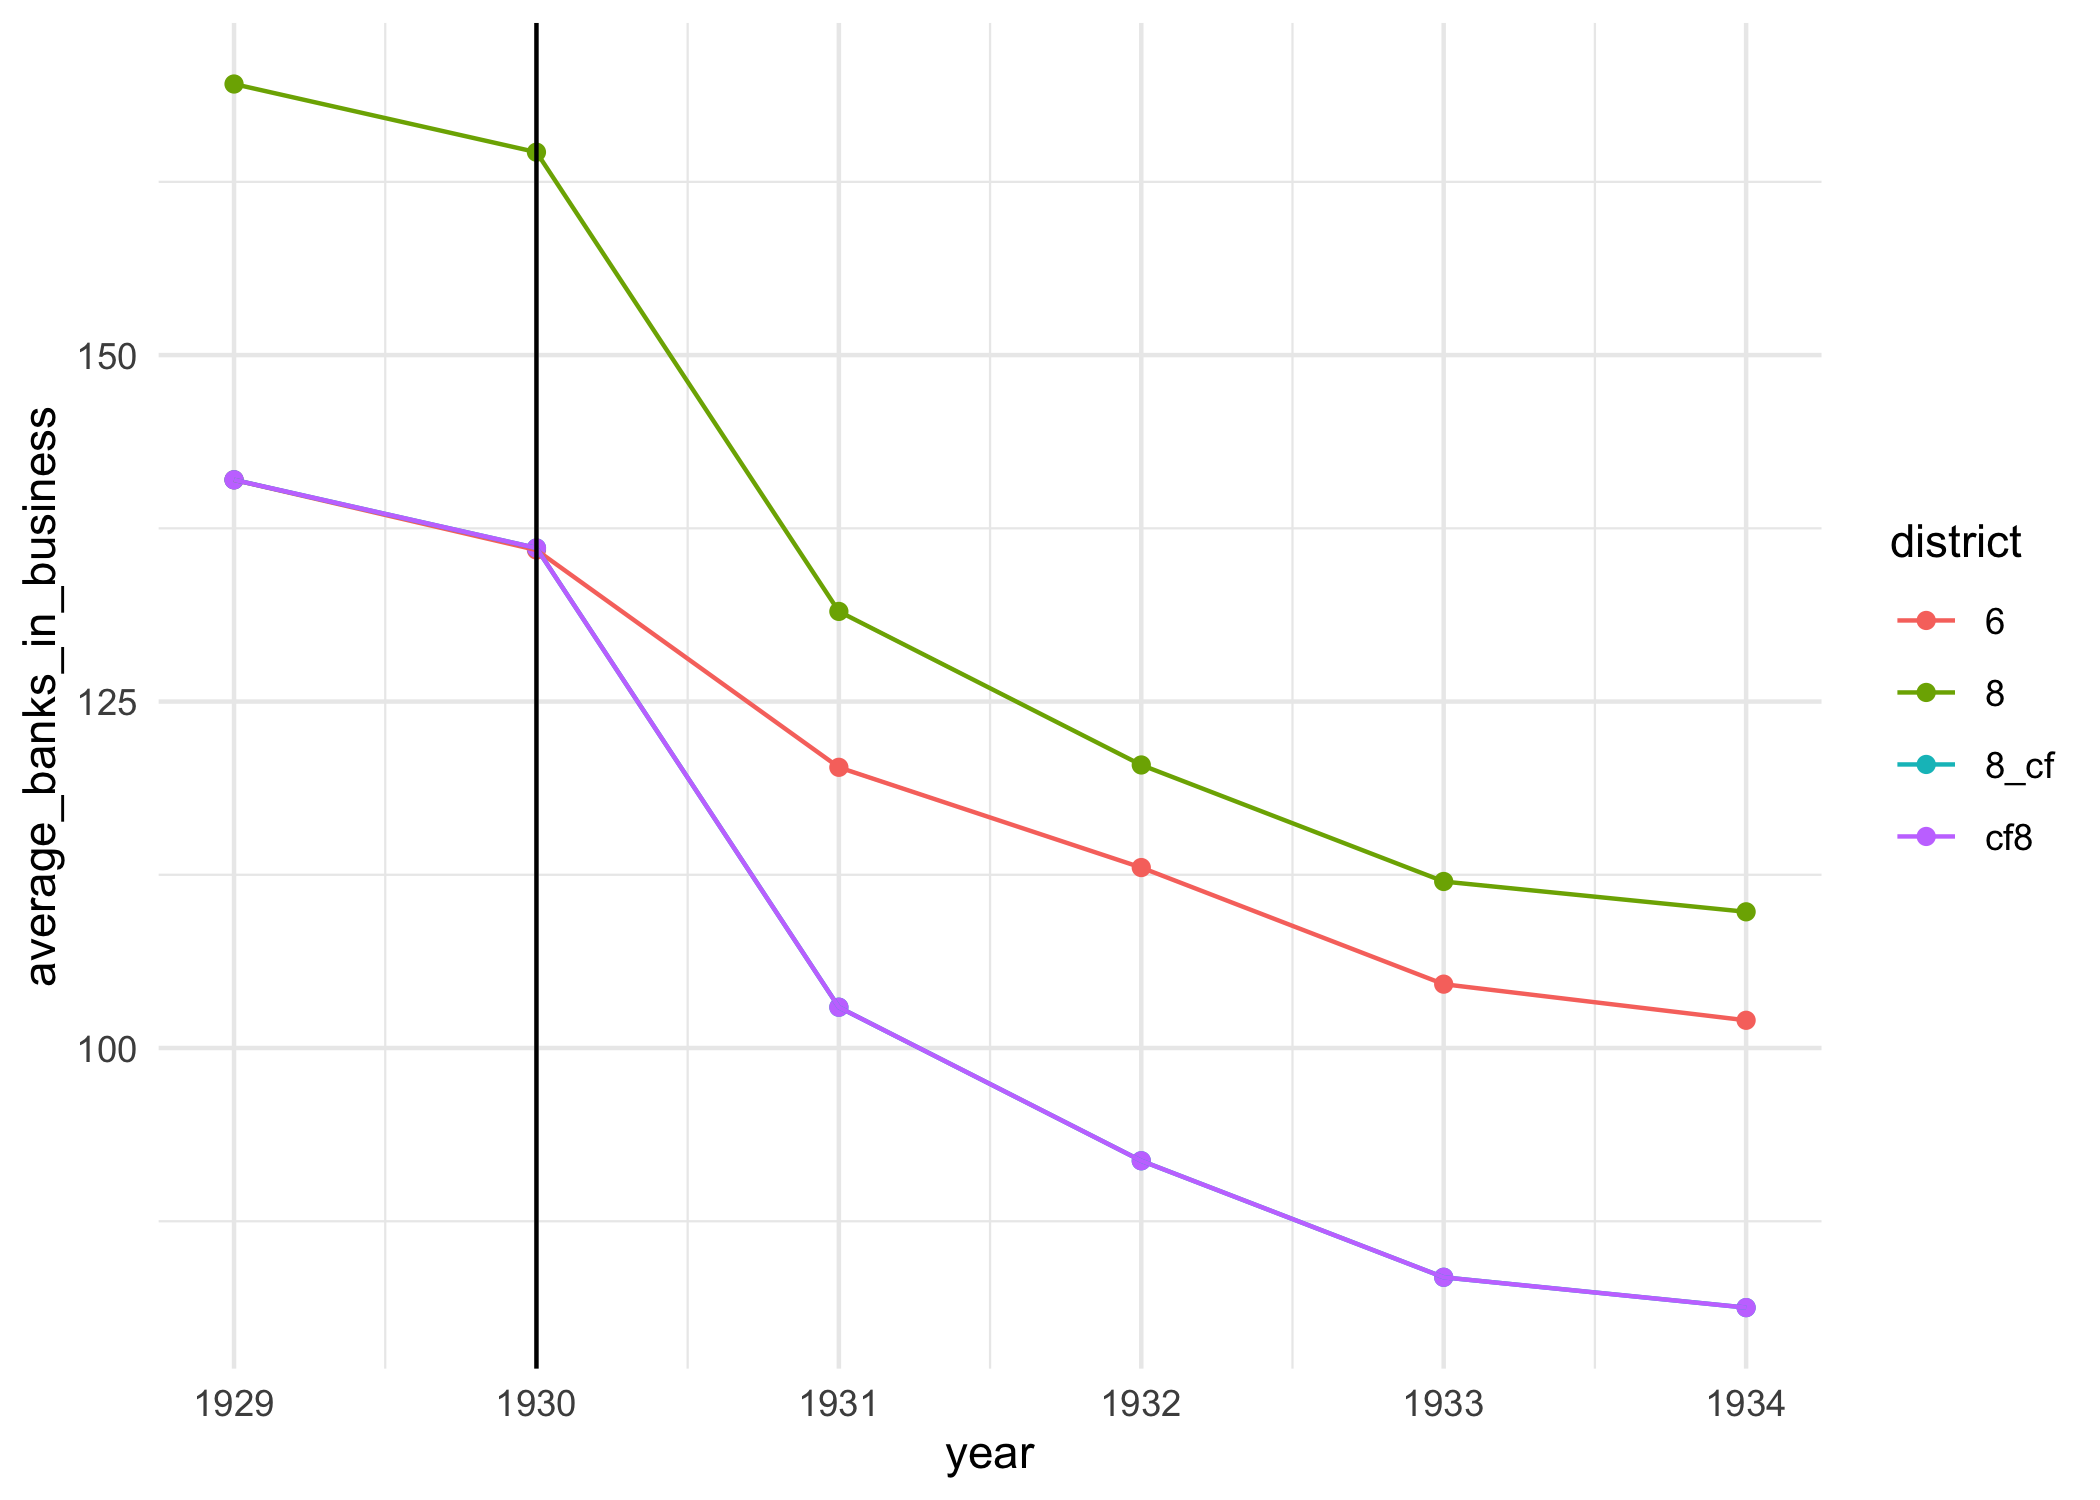 average_banks_in_business
150
125
100
1929 1930 1931 1932 1933 1934
year
district
6
8
8_cf
cf8